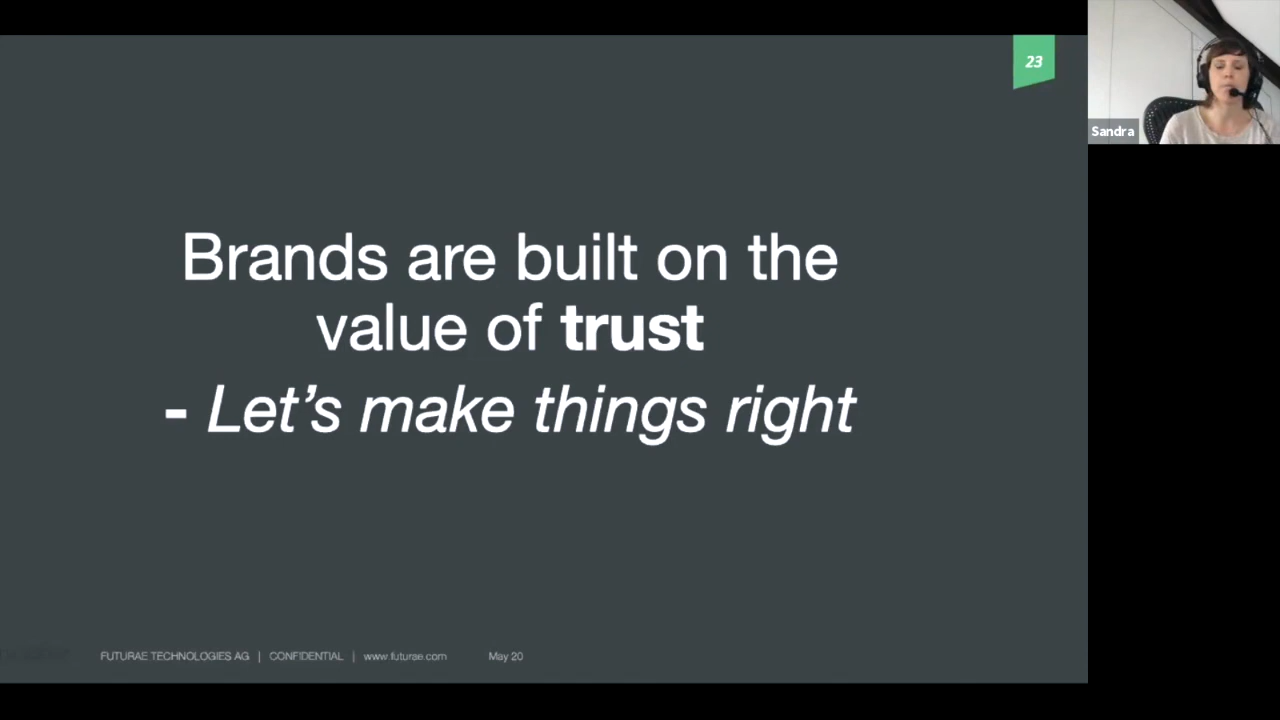 23
Brands are built on the
value of trust
- Let's make things right
FUTURAE TECHNOLOGIES AG | CONFIDENTIAL | www.futurae.com May 20
Sandra